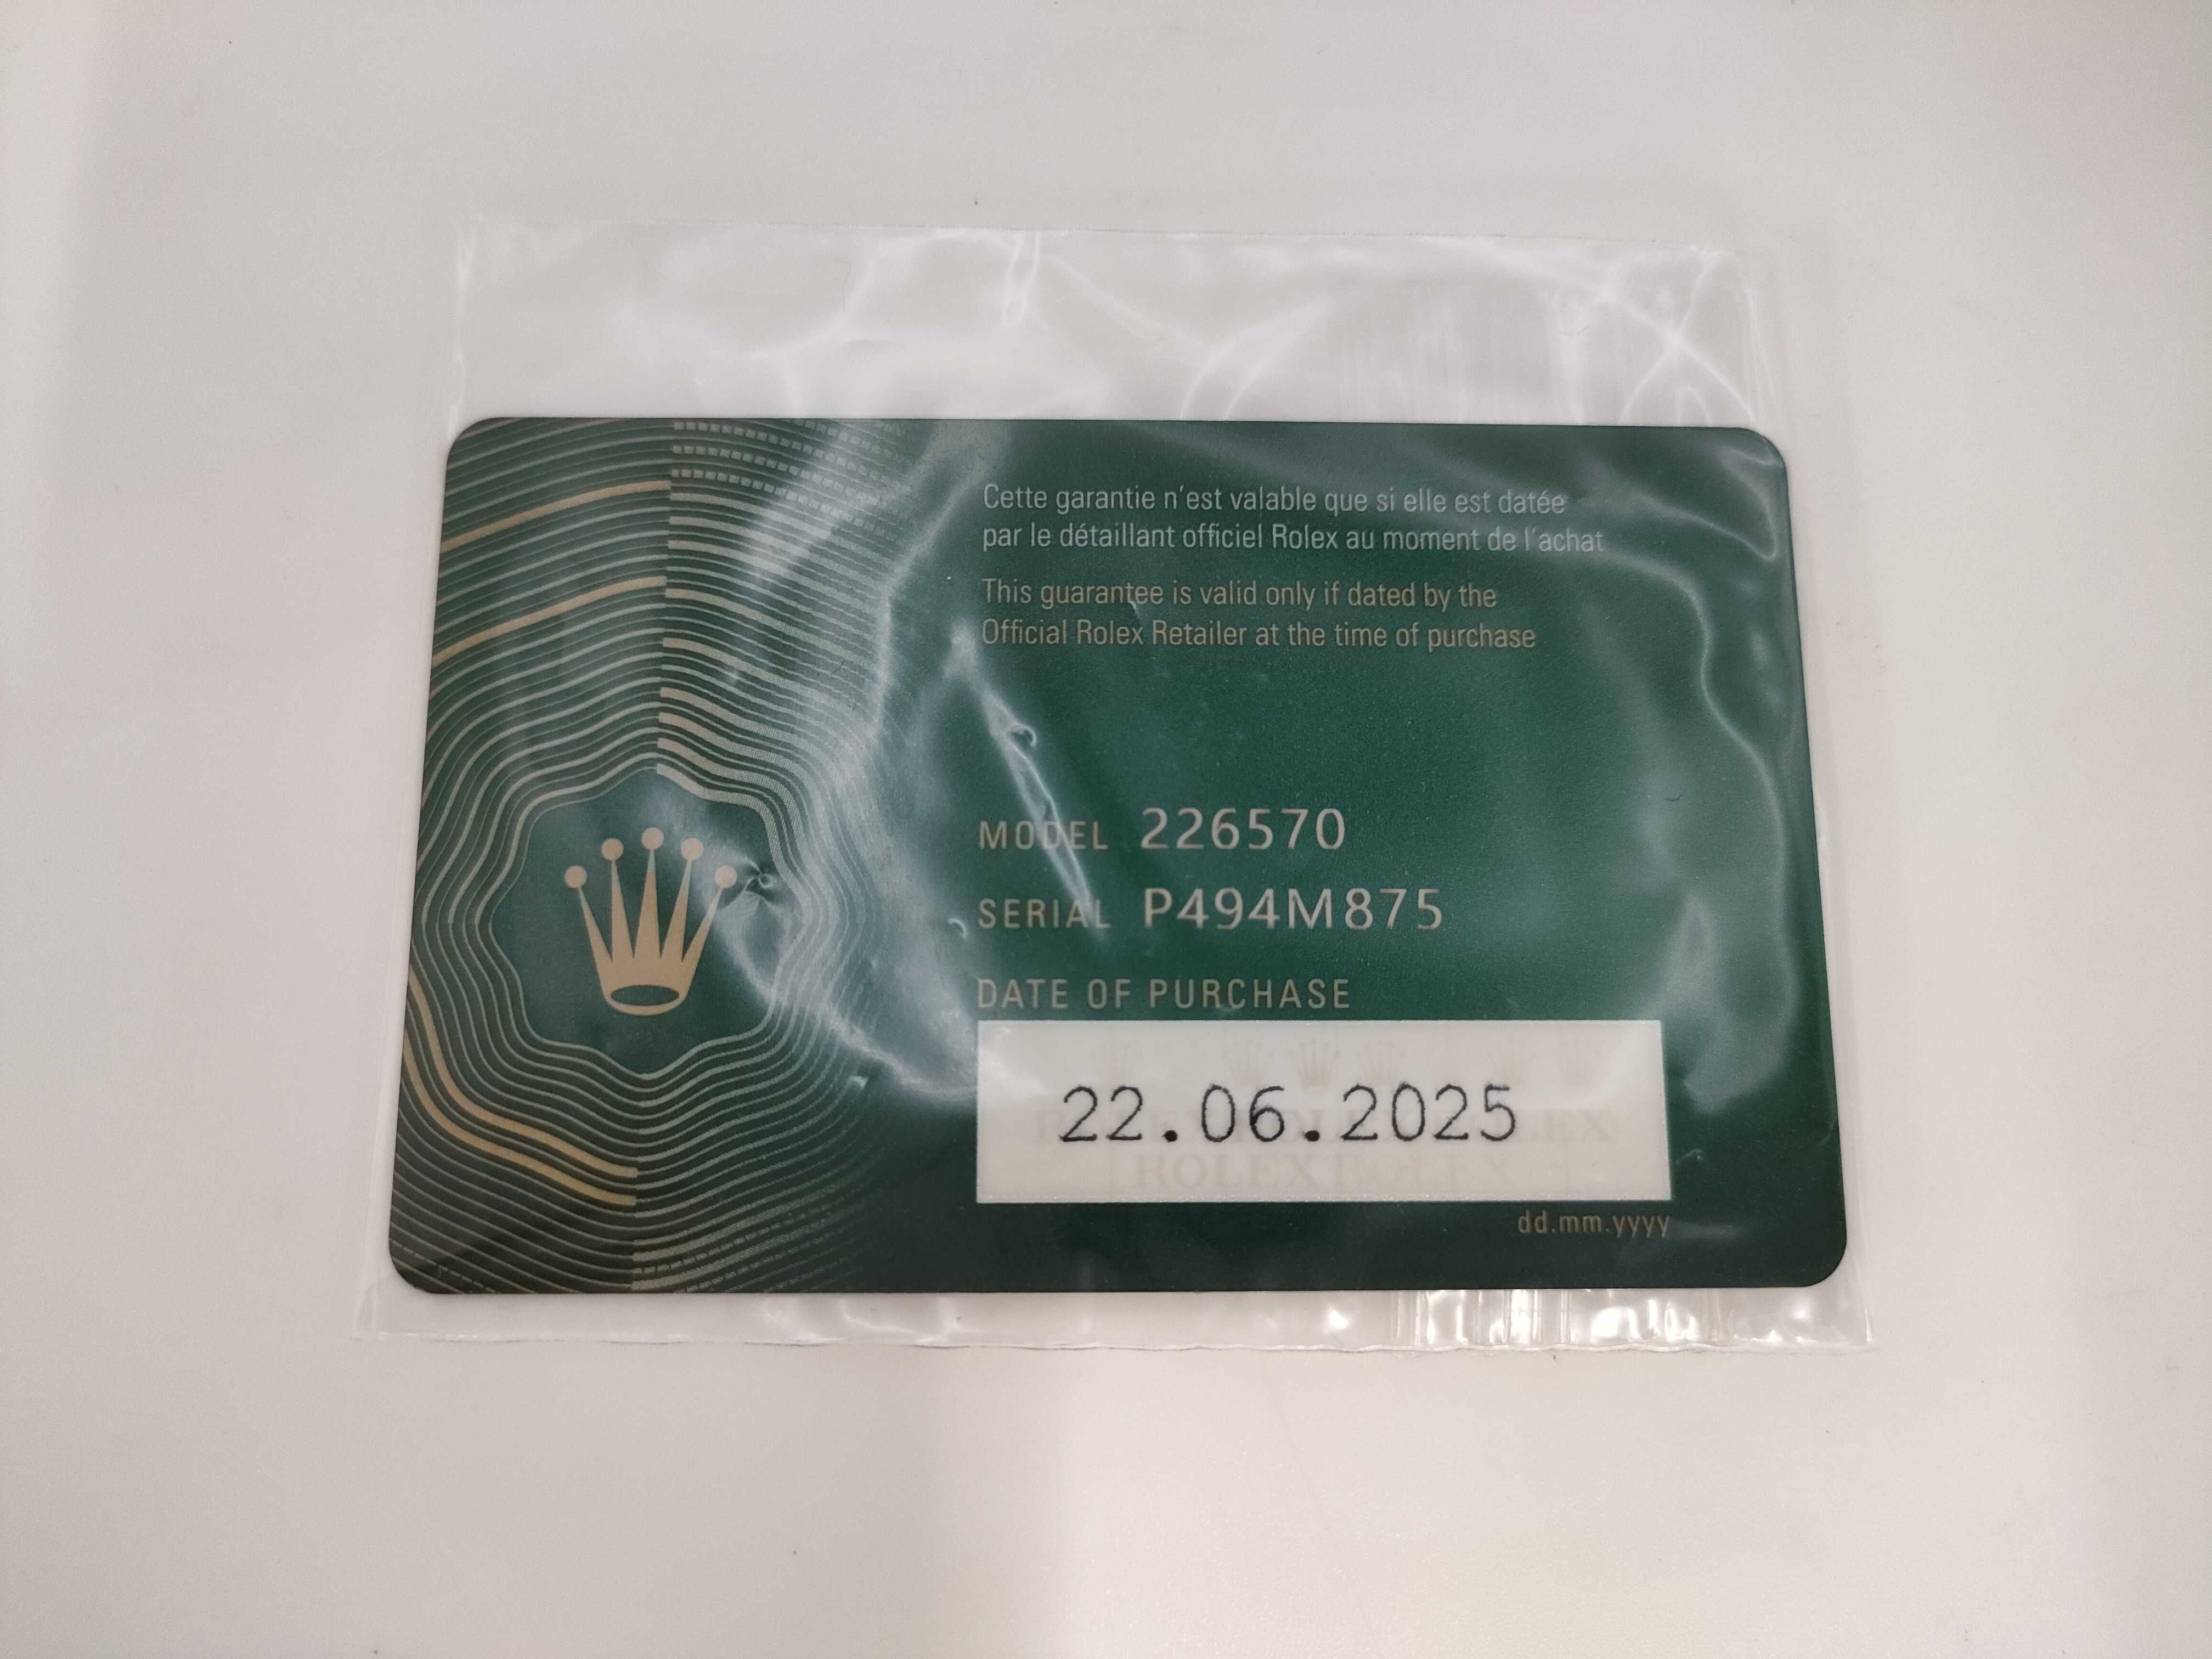 Cette garantie n'est valable que si elle est datée
par le détaillant officiel Rolex au moment de l'achat
This guarantee is valid only if dated by the
Official Rolex Retailer at the time of purchase
MODEL 226570
SERIAL P494M875
DATE OF PURCHASE
22.06.2025
ROLEX ROLEX
dd.mm.yyyy